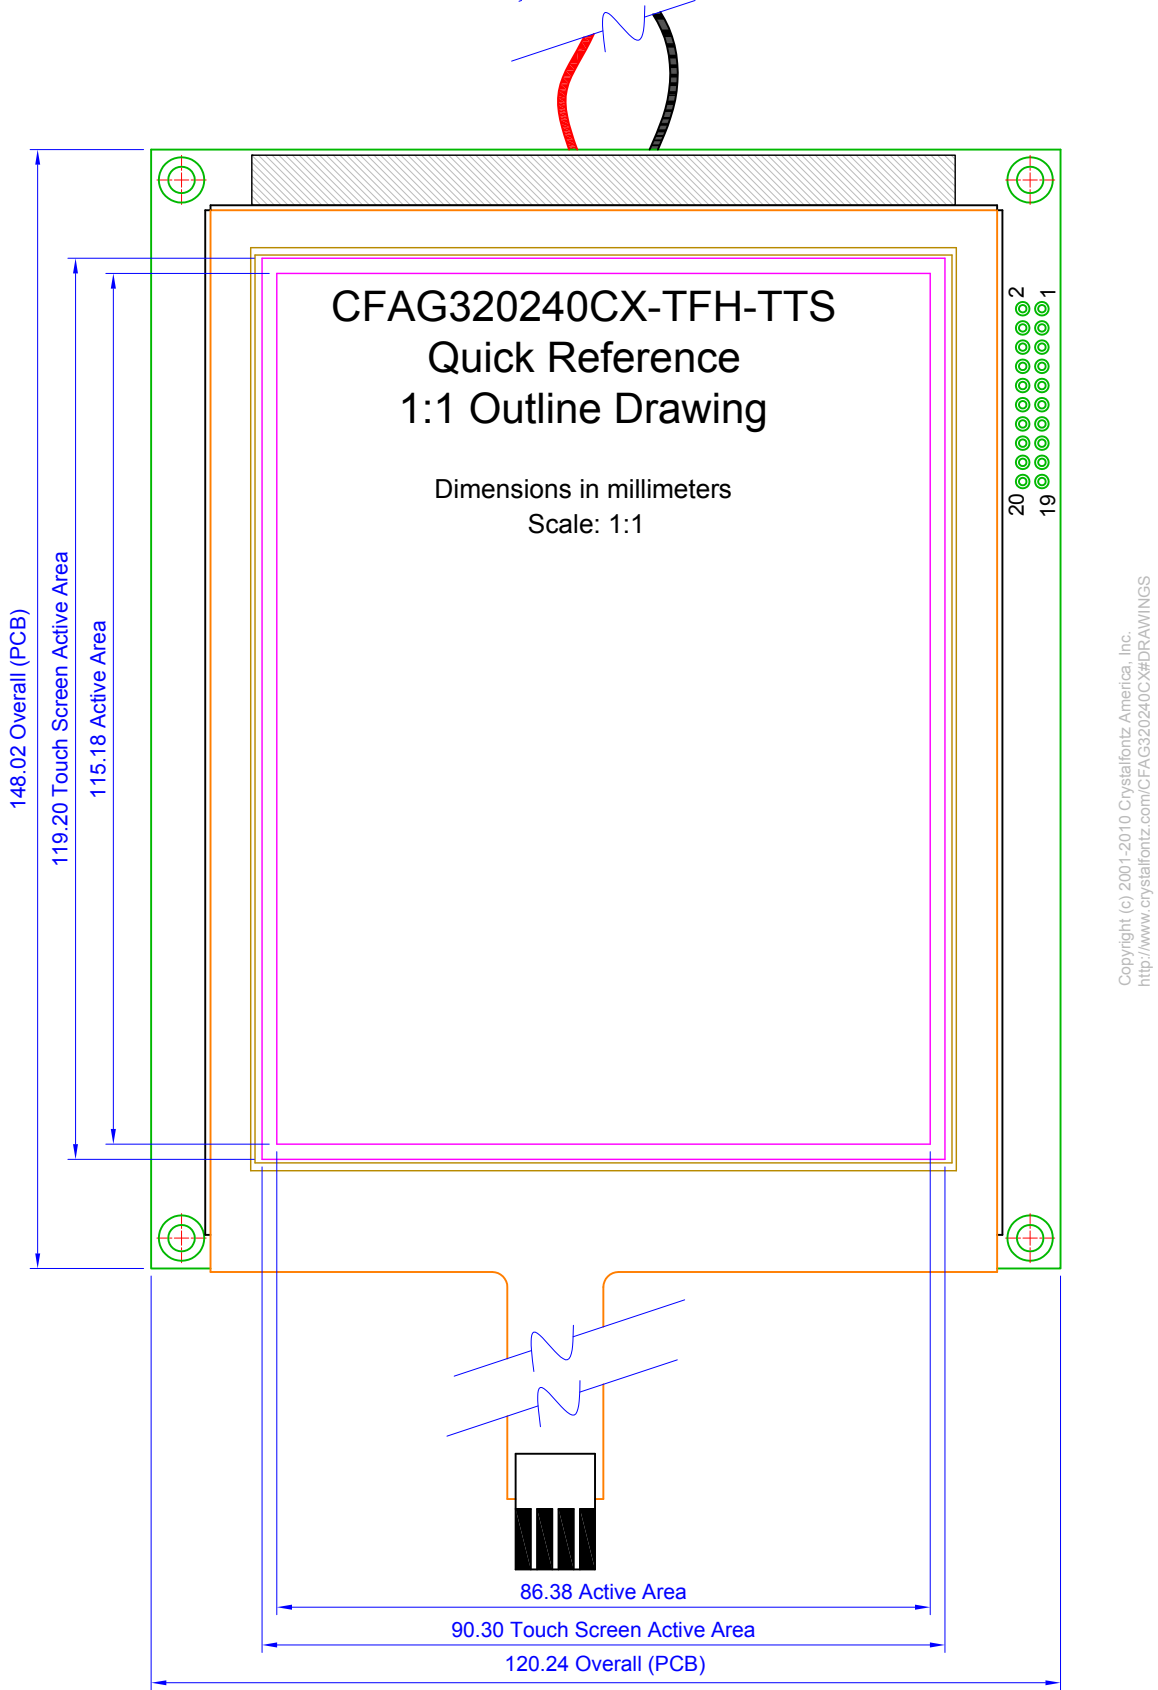 CFAG320240CX-TFH-TTS
Quick Reference
1:1 Outline Drawing
Dimensions in millimeters
Scale: 1:1
2
1
20
19
148.02 Overall (PCB)
119.20 Touch Screen Active Area
115.18 Active Area
Copyright (c) 2001-2010 Crystalfontz America, Inc.
http://www.crystalfontz.com/CFAG320240CX#DRAWINGS
86.38 Active Area
90.30 Touch Screen Active Area
120.24 Overall (PCB)